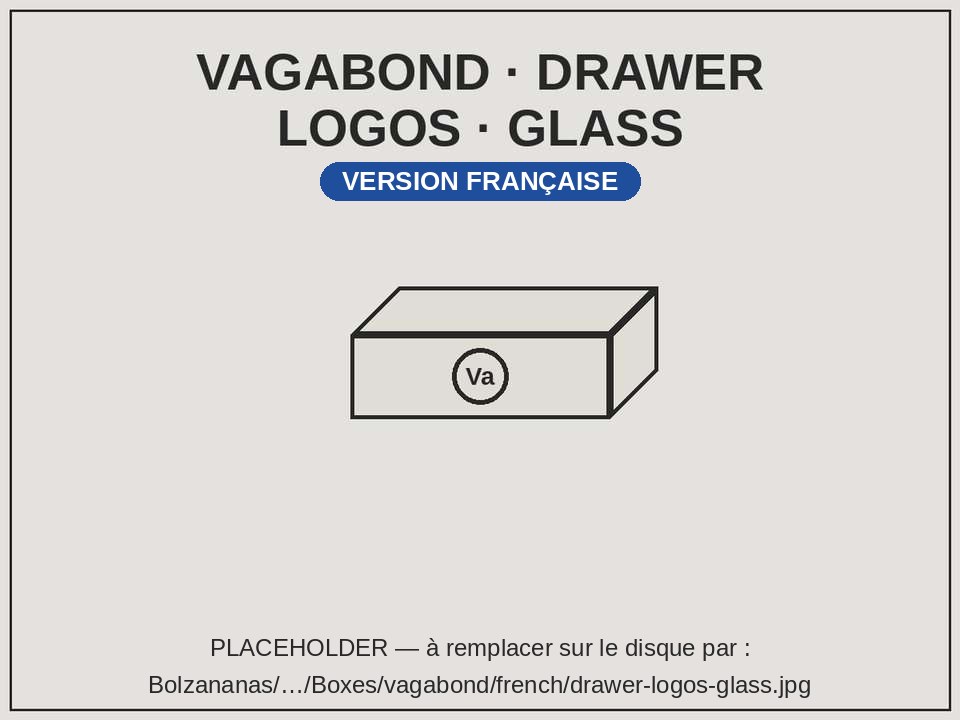 VAGABOND · DRAWER
LOGOS · GLASS
VERSION FRANÇAISE
Va
PLACEHOLDER — à remplacer sur le disque par :
Bolzananas/…/Boxes/vagabond/french/drawer-logos-glass.jpg